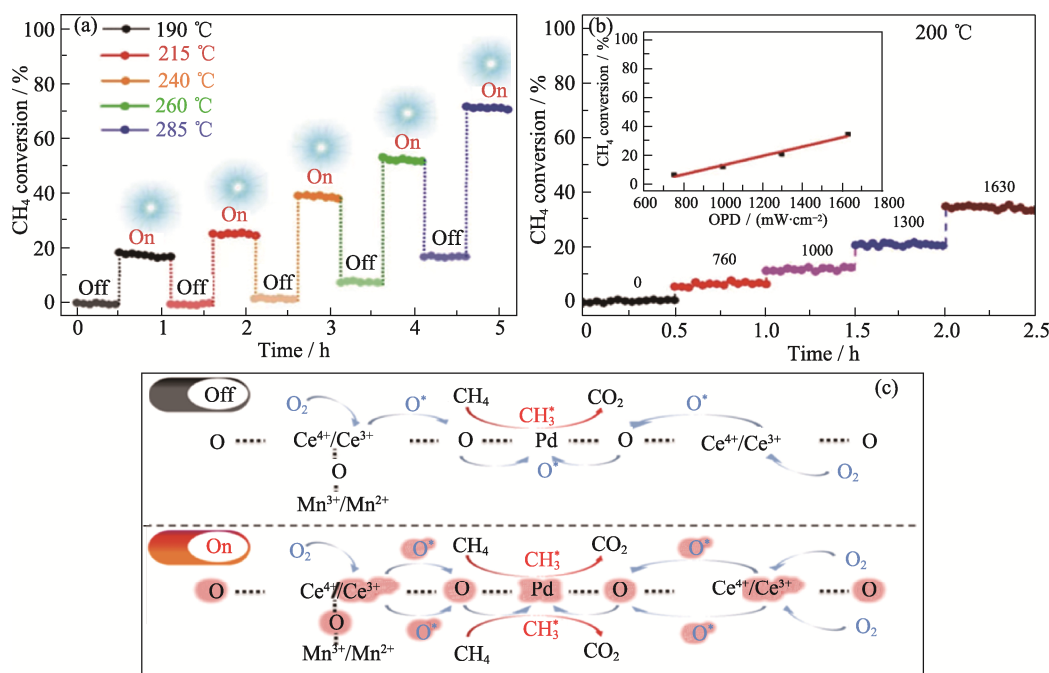 (a)
190 ℃
215 ℃
240 ℃
260 ℃
285 ℃
On
On
On
On
On
Off
Off
Off
Off
Off
100
80
60
40
20
0
CH₄ conversion / %
0 1 2 3 4 5
Time / h
(b)
200 ℃
100
80
60
40
20
0
CH₄ conversion / %
100
80
60
40
20
0
CH₄ conversion / %
600 800 1000 1200 1400 1600 1800
OPD / (mW·cm⁻²)
0
760
1000
1300
1630
0 0.5 1.0 1.5 2.0 2.5
Time / h
(c)
Off
O₂ O* CH₄ CO₂ O*
CH₃*
O Ce⁴⁺/Ce³⁺ O Pd O Ce⁴⁺/Ce³⁺ O
O O* O₂
Mn³⁺/Mn²⁺
On
O₂ O* CH₄ CO₂ O* O₂
CH₃*
O Ce⁴⁺/Ce³⁺ O Pd O Ce⁴⁺/Ce³⁺ O
O O* CH₃* O* O₂
Mn³⁺/Mn²⁺ CH₄ CO₂